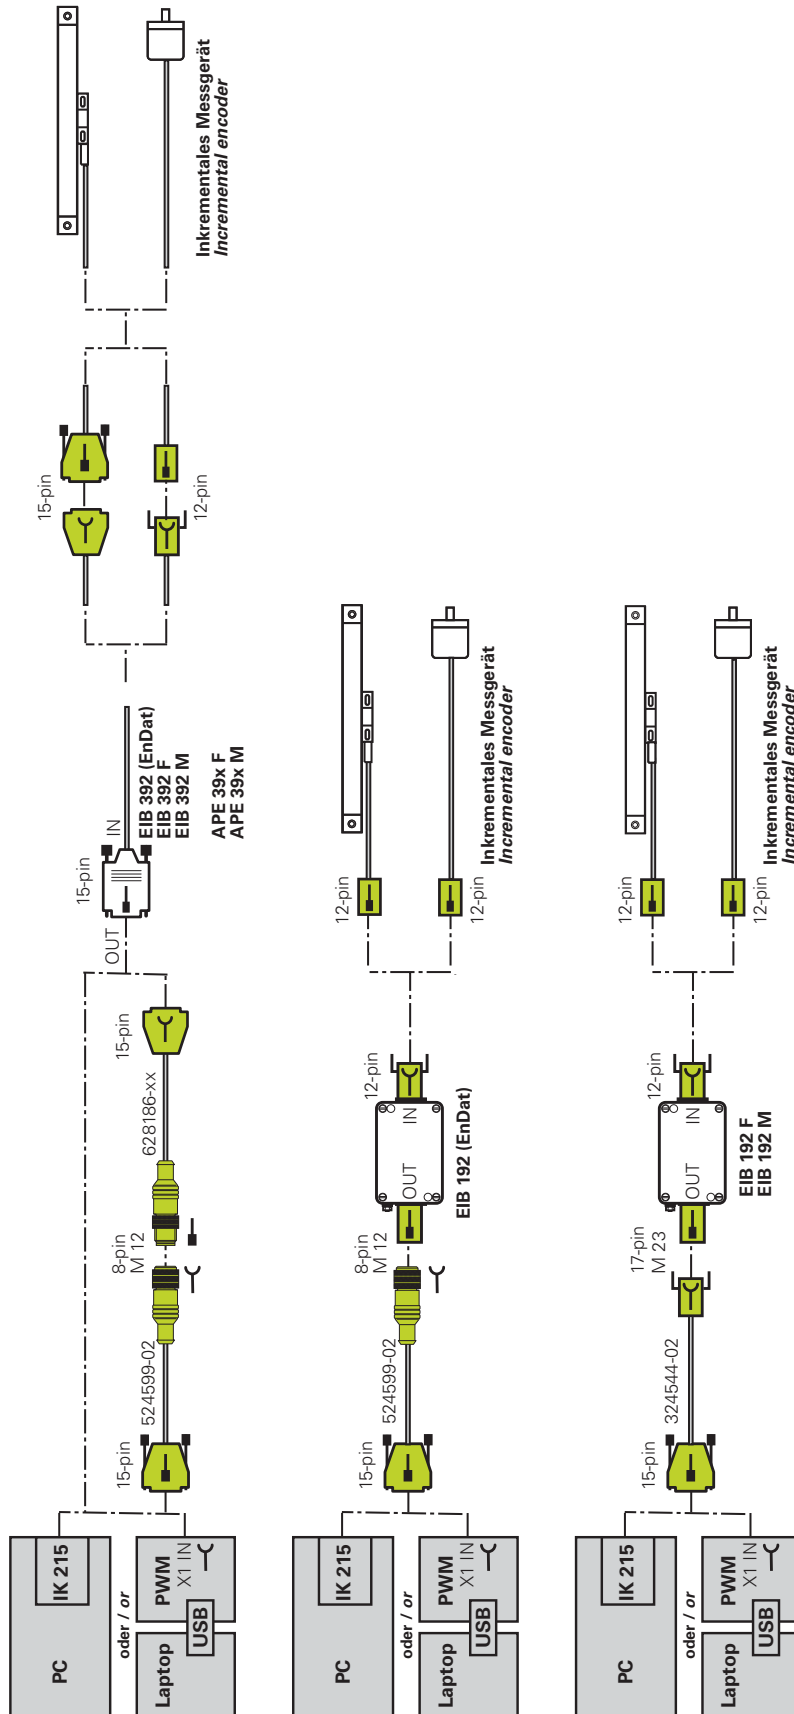 PC
IK 215
oder / or
Laptop
USB
PWM
X1 IN
15-pin
524599-02
8-pin
M 12
628186-xx
15-pin
OUT
15-pin
IN
EIB 392 (EnDat)
EIB 392 F
EIB 392 M
APE 39x F
APE 39x M
15-pin
12-pin
Inkrementales Messgerät
Incremental encoder
PC
IK 215
oder / or
Laptop
USB
PWM
X1 IN
15-pin
524599-02
8-pin
M 12
OUT
IN
EIB 192 (EnDat)
12-pin
12-pin
12-pin
Inkrementales Messgerät
Incremental encoder
PC
IK 215
oder / or
Laptop
USB
PWM
X1 IN
15-pin
324544-02
17-pin
M 23
OUT
IN
EIB 192 F
EIB 192 M
12-pin
12-pin
12-pin
Inkrementales Messgerät
Incremental encoder